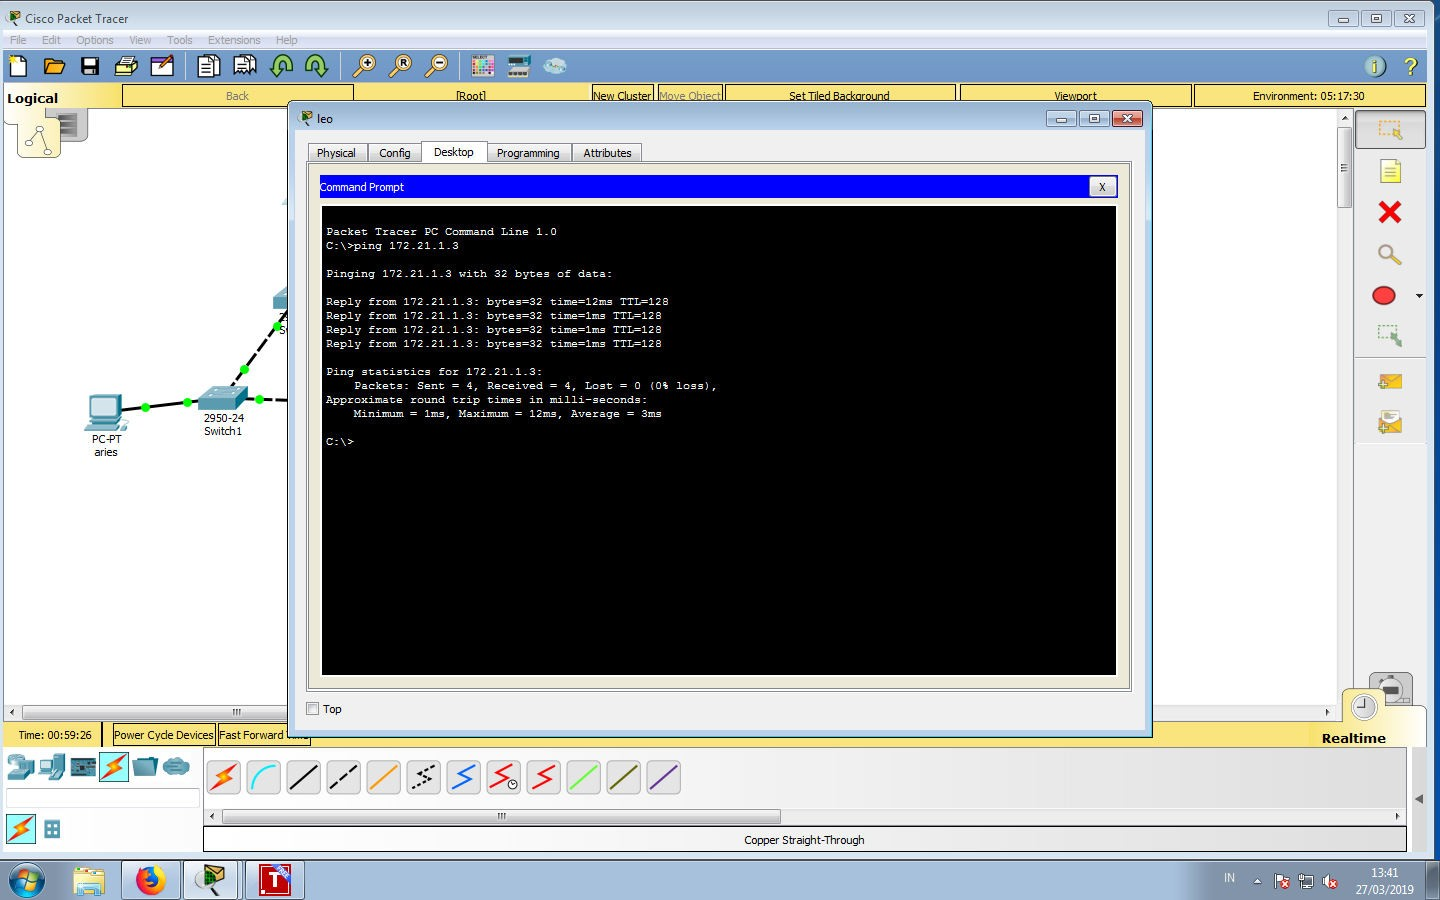 Cisco Packet Tracer
File Edit Options View Tools Extensions Help
Logical
Back
[Root]
New Cluster
Move Object
Set Tiled Background
Viewport
Environment: 05:17:30
leo
Physical
Config
Desktop
Programming
Attributes
Command Prompt
X
Packet Tracer PC Command Line 1.0
C:\>ping 172.21.1.3
Pinging 172.21.1.3 with 32 bytes of data:
Reply from 172.21.1.3: bytes=32 time=12ms TTL=128
Reply from 172.21.1.3: bytes=32 time=1ms TTL=128
Reply from 172.21.1.3: bytes=32 time=1ms TTL=128
Reply from 172.21.1.3: bytes=32 time=1ms TTL=128
Ping statistics for 172.21.1.3:
Packets: Sent = 4, Received = 4, Lost = 0 (0% loss),
Approximate round trip times in milli-seconds:
Minimum = 1ms, Maximum = 12ms, Average = 3ms
C:\>
2950-24
Switch1
PC-PT
aries
Top
Time: 00:59:26
Power Cycle Devices
Fast Forward
Realtime
Copper Straight-Through
IN
13:41
27/03/2019